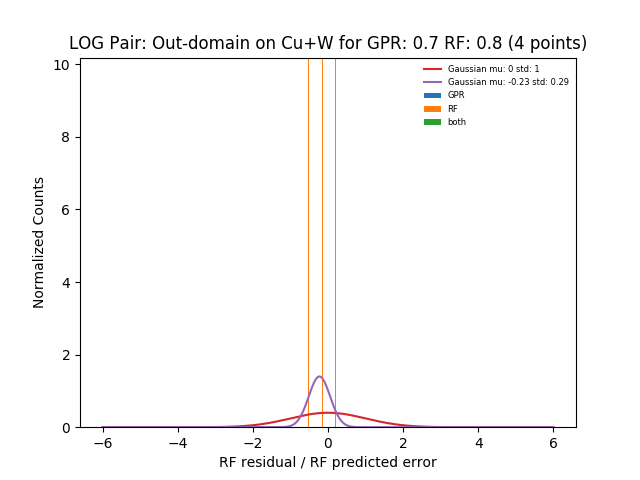 LOG Pair: Out-domain on Cu+W for GPR: 0.7 RF: 0.8 (4 points)
Gaussian mu: 0 std: 1
Gaussian mu: -0.23 std: 0.29
GPR
RF
both
Normalized Counts
10
8
6
4
2
0
−6 −4 −2 0 2 4 6
RF residual / RF predicted error